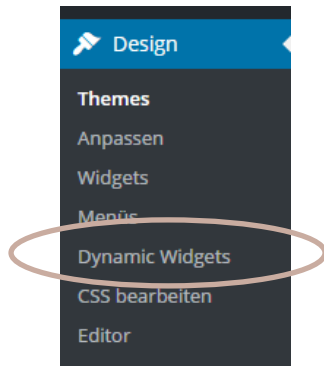 Design
Themes
Anpassen
Widgets
Menüs
Dynamic Widgets
CSS bearbeiten
Editor